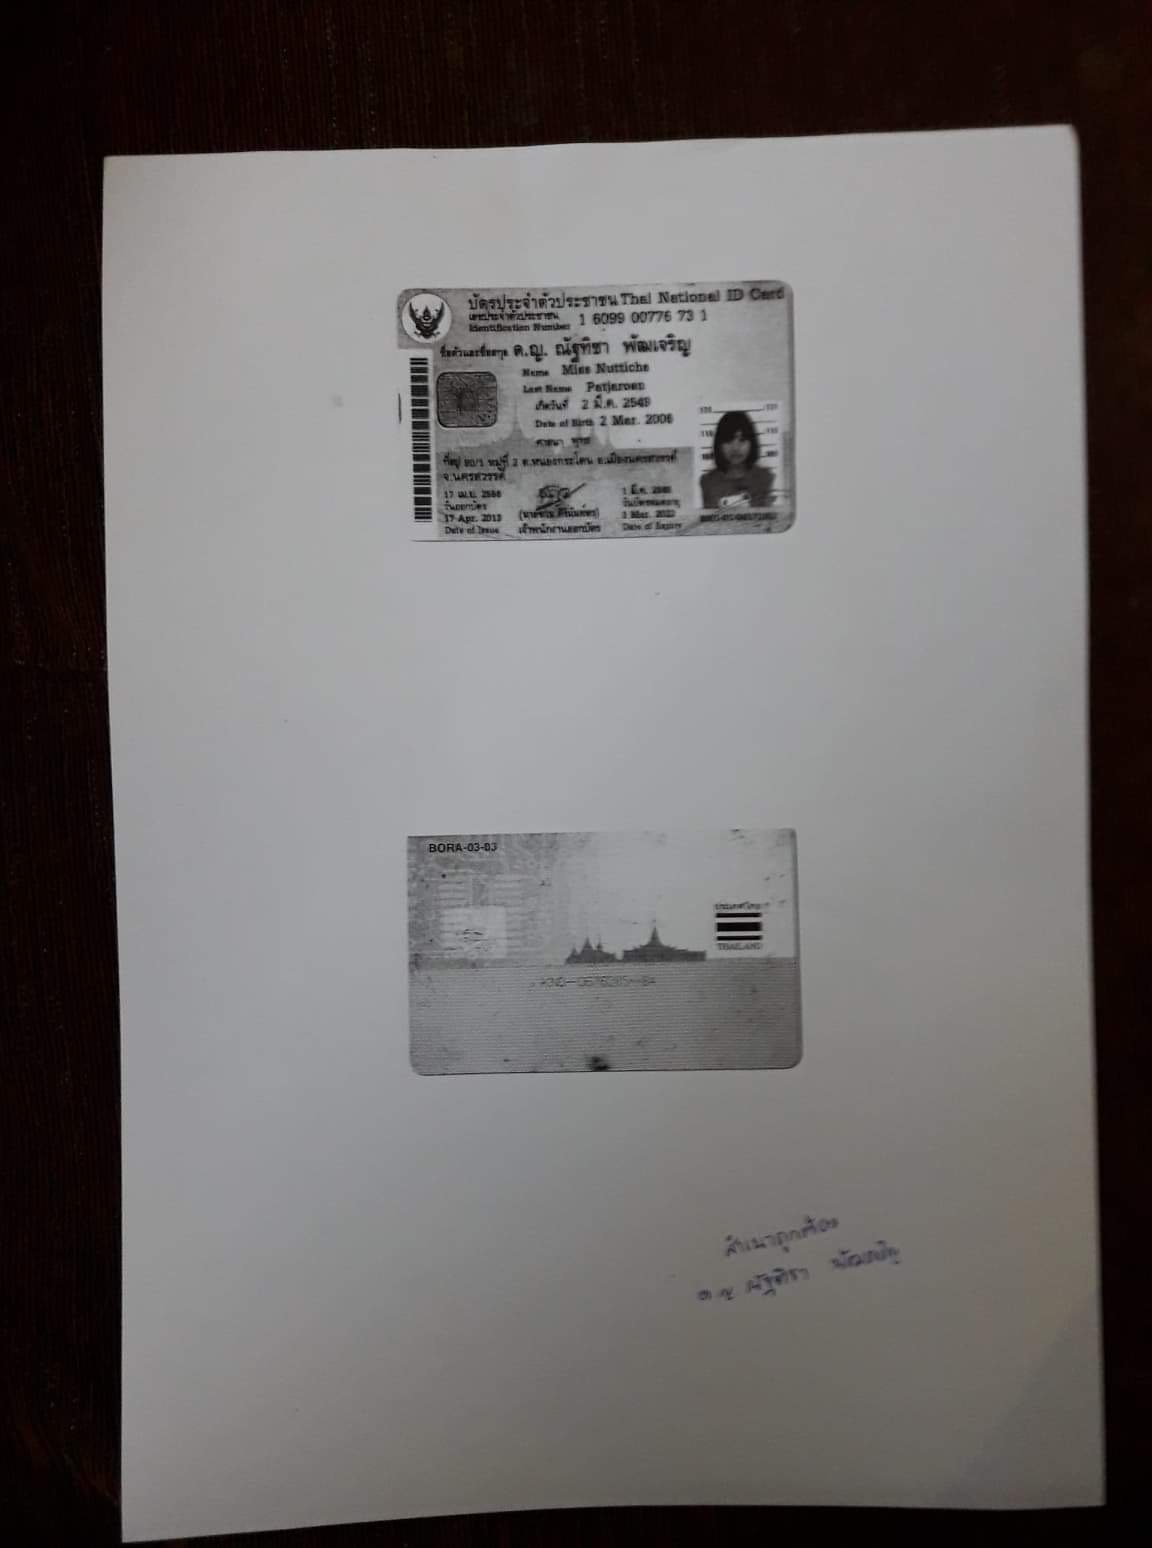 บัตรประจำตัวประชาชน Thai National ID Card
เลขประจำตัวประชาชน 1 6099 00776 73 1
Identification Number
ชื่อตัวและชื่อสกุล ด.ญ. ณัฐทิชา พัฒเจริญ
Name Miss Nutticha
Last Name Patjaroen
เกิดวันที่ 2 มี.ค. 2549
Date of Birth 2 Mar. 2006
ศาสนา พุทธ
ที่อยู่ หมู่ที่ 2 ต.หนองกระโดน อ.เมืองนครสวรรค์
จ.นครสวรรค์
17 เม.ย. 2556
วันออกบัตร
17 Apr. 2013
Date of Issue
เจ้าพนักงานออกบัตร
1 มี.ค.
วันบัตรหมดอายุ
1 Mar.
Date of Expiry
BORA-03-03
ประเทศไทย
THAILAND
สำเนาถูกต้อง
ด.ญ ณัฐทิชา พัฒเจริญ